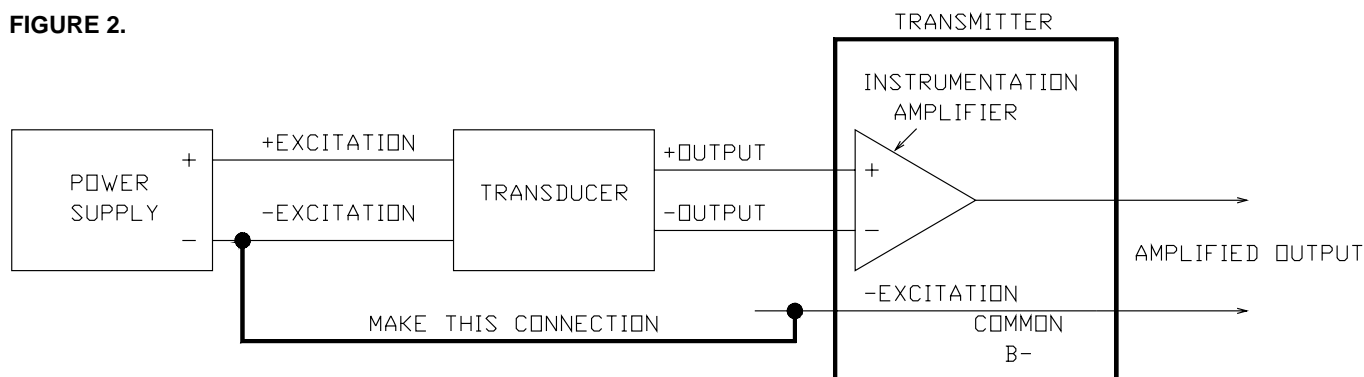 FIGURE 2.
TRANSMITTER
INSTRUMENTATION
AMPLIFIER
+EXCITATION
+OUTPUT
+
+
POWER
SUPPLY
TRANSDUCER
-EXCITATION
-OUTPUT
-
-
AMPLIFIED OUTPUT
-EXCITATION
MAKE THIS CONNECTION
COMMON
B-